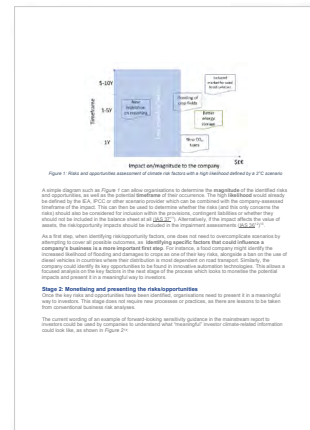 5-10Y
1-5Y
1Y
Timeframe
New
legislation
on reporting
Flooding of
crop fields
Better
energy
storage
New CO₂
taxes
SEK
Impact on/magnitude to the company
Figure 1: Risks and opportunities assessment of climate risk factors with a high likelihood defined by a 2°C scenario.
A simple diagram such as Figure 1 can allow organisations to determine the magnitude of the identified risks
and opportunities, as well as the potential timeframe of their impact. The high likelihood would already
be defined by the IEA, IPCC or other scenario provider which can be combined with the company-assessed
timeframe of the impact. This can then be used to determine whether the risks (and this only concerns the
risks) should also be considered for inclusion within the provisions, contingent liabilities or whether they
should not be included in the balance sheet at all (IAS 37). Alternatively, if the impact affects the value of
assets, the risk/opportunity impacts should be included in the impairment assessments (IAS 36).
As a first step, when identifying risk/opportunity factors, one does not need to overcomplicate scenarios by
attempting to cover all possible outcomes, as identifying specific factors that could influence a
company's business is a more important first step. For instance, a food company might identify the
increased likelihood of flooding and damages to crops as one of their key risks, alongside a ban on the use of
diesel vehicles in countries where their distribution is most dependent on road transport. Similarly, the
company could identify its key opportunities to be found in innovative automation technologies. This allows a
focused analysis on the key factors in the next stage of the process which looks to monetise the potential
impacts and present it in a meaningful way to investors.
Stage 2: Monetising and presenting the risks/opportunities
Once the key risks and opportunities have been identified, organisations need to present it in a meaningful
way to investors. This stage does not require new processes or practices, as there are lessons to be taken
from conventional business risk analyses.
The current wording of an example of forward-looking sensitivity guidance in the mainstream report to
investors could be used by companies to understand what "meaningful" investor climate-related information
could look like, as shown in Figure 2: